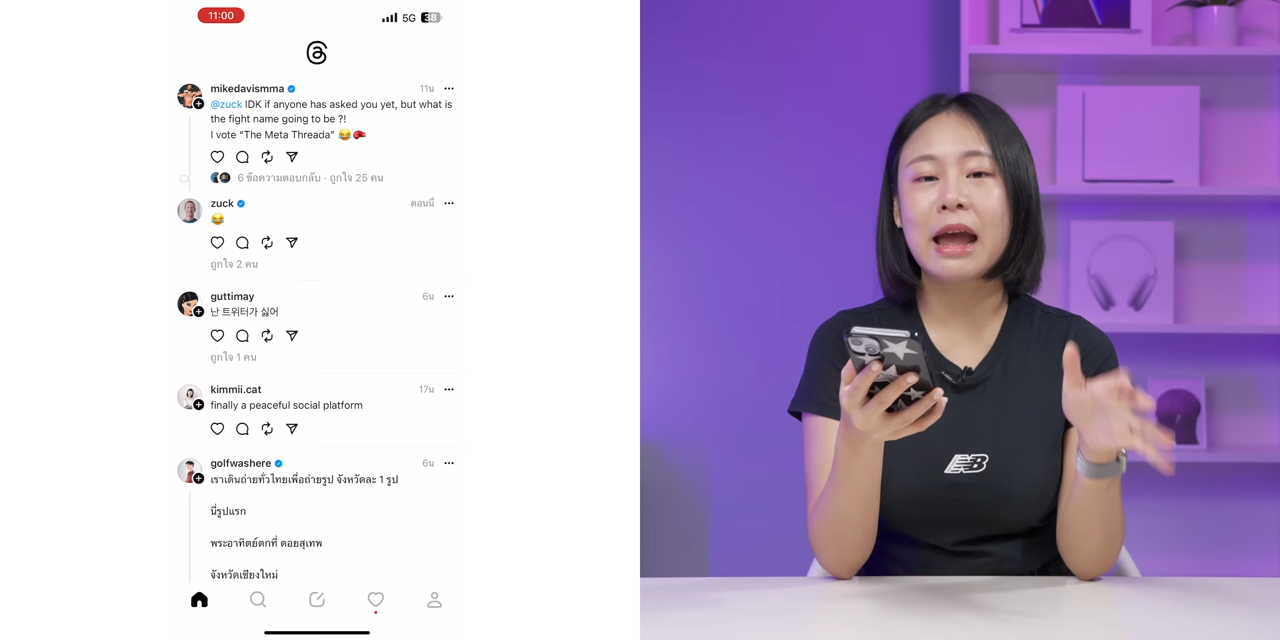 11:00
5G 38
mikedavismma 11น
@zuck IDK if anyone has asked you yet, but what is
the fight name going to be ?!
I vote “The Meta Threada” 😂🥊
6 ข้อความตอบกลับ · ถูกใจ 25 คน
zuck ตอนนี้
😂
ถูกใจ 2 คน
guttimay 6น
난 트위터가 싫어
ถูกใจ 1 คน
kimmii.cat 17น
finally a peaceful social platform
golfwashere 6น
เราเดินถ่ายทั่วไทยเพื่อถ่ายรูป จังหวัดละ 1 รูป
นี่รูปแรก
พระอาทิตย์ตกที่ ดอยสุเทพ
จังหวัดเชียงใหม่
NB